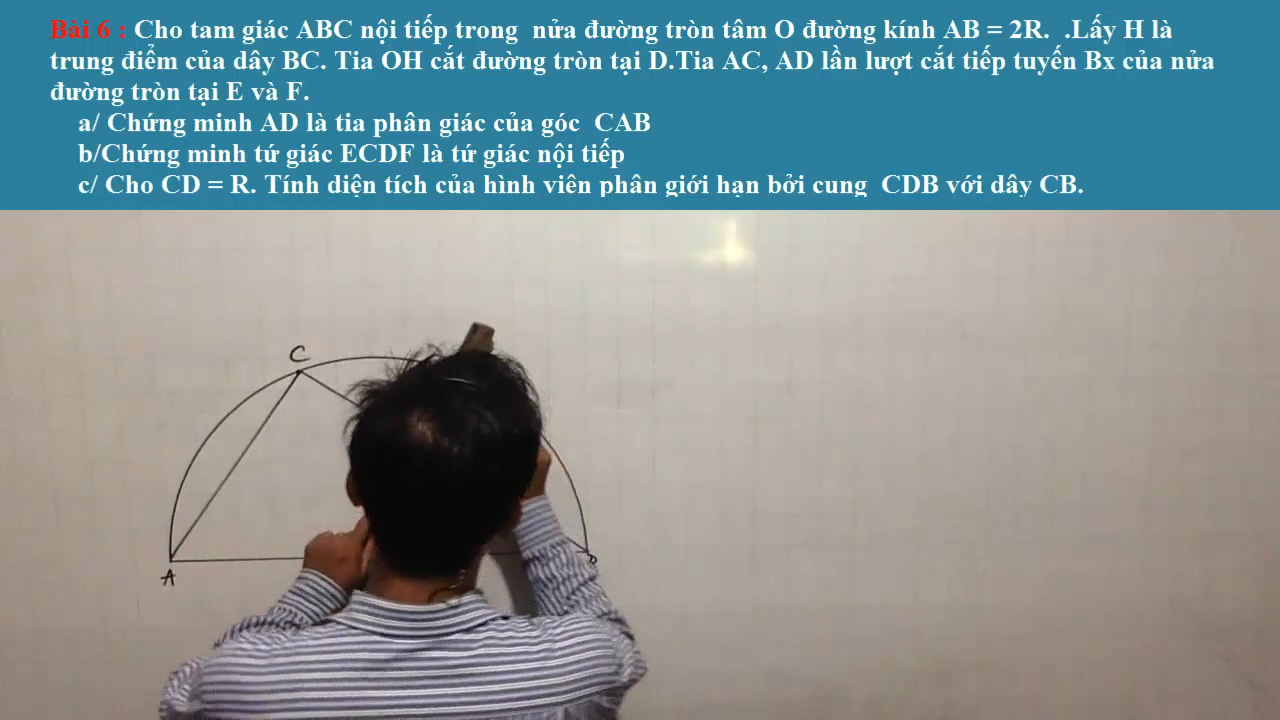 Bài 6 : Cho tam giác ABC nội tiếp trong nửa đường tròn tâm O đường kính AB = 2R. .Lấy H là
trung điểm của dây BC. Tia OH cắt đường tròn tại D.Tia AC, AD lần lượt cắt tiếp tuyến Bx của nửa
đường tròn tại E và F.
a/ Chứng minh AD là tia phân giác của góc CAB
b/Chứng minh tứ giác ECDF là tứ giác nội tiếp
c/ Cho CD = R. Tính diện tích của hình viên phân giới hạn bởi cung CDB với dây CB.
C
A